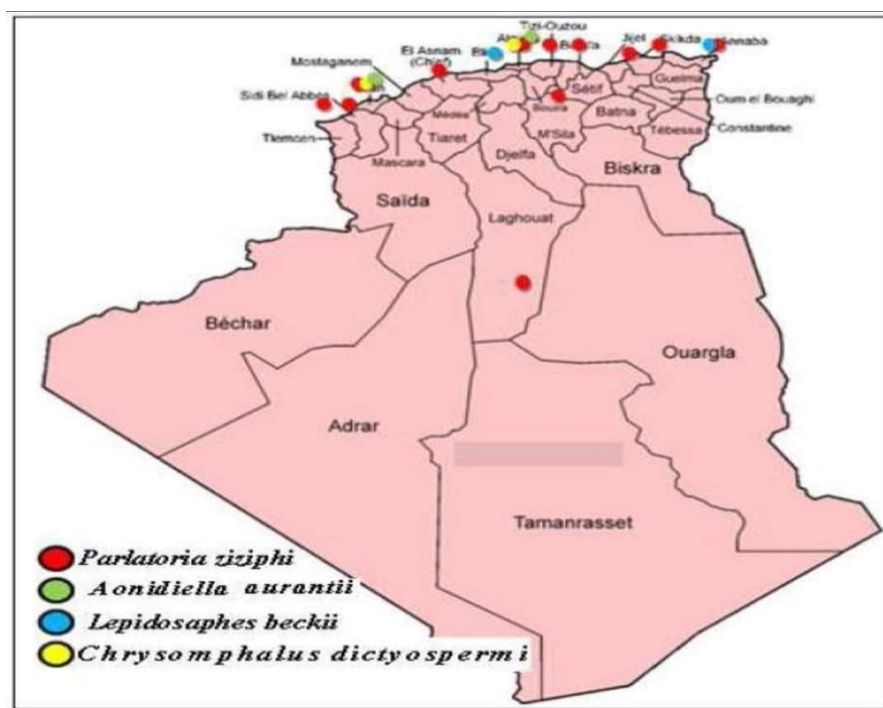 Tizi-Ouzou
Jijel
Skikda
El Asnam
(Chlef)
Mostaganem
Guelma
Sidi Bel Abbes
Sétif
Oum el Bouaghi
Médéa
Bouira
Batna
Constantine
Tlemcen
Tiaret
M'Sila
Tébessa
Mascara
Djelfa
Biskra
Saïda
Laghouat
Béchar
Ouargla
Adrar
Tamanrasset
Parlatoria ziziphi
Aonidiella aurantii
Lepidosaphes beckii
Chrysomphalus dictyospermi